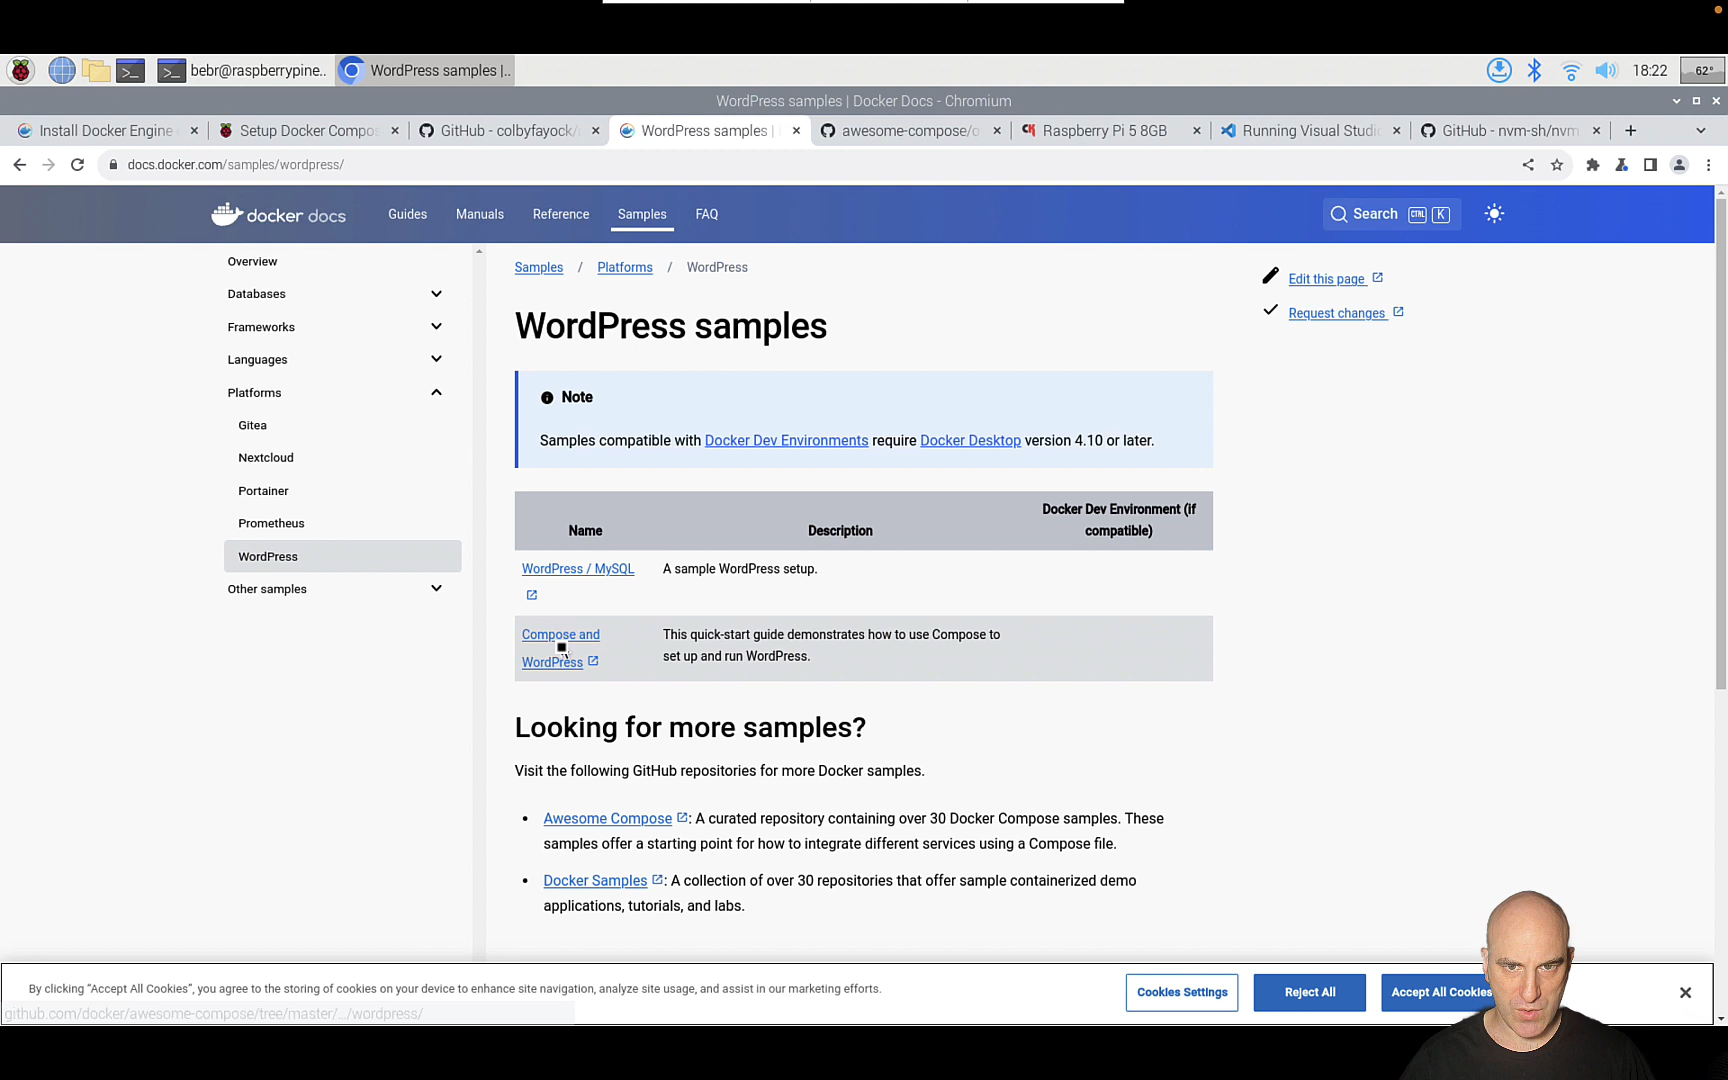 bebr@raspberrypine..
WordPress samples |..
18:22
62°
WordPress samples | Docker Docs - Chromium
Install Docker Engine
Setup Docker Compos
GitHub - colbyfayock/
WordPress samples |
awesome-compose/o
Raspberry Pi 5 8GB
Running Visual Studi
GitHub - nvm-sh/nvm
docs.docker.com/samples/wordpress/
docker docs
Guides
Manuals
Reference
Samples
FAQ
Search CTRL K
Overview
Databases
Frameworks
Languages
Platforms
Gitea
Nextcloud
Portainer
Prometheus
WordPress
Other samples
Samples / Platforms / WordPress
Edit this page
Request changes
WordPress samples
Note
Samples compatible with Docker Dev Environments require Docker Desktop version 4.10 or later.
Name
Description
Docker Dev Environment (if
compatible)
WordPress / MySQL
A sample WordPress setup.
Compose and
WordPress
This quick-start guide demonstrates how to use Compose to
set up and run WordPress.
Looking for more samples?
Visit the following GitHub repositories for more Docker samples.
• Awesome Compose : A curated repository containing over 30 Docker Compose samples. These
samples offer a starting point for how to integrate different services using a Compose file.
• Docker Samples : A collection of over 30 repositories that offer sample containerized demo
applications, tutorials, and labs.
By clicking “Accept All Cookies”, you agree to the storing of cookies on your device to enhance site navigation, analyze site usage, and assist in our marketing efforts.
Cookies Settings
Reject All
Accept All Cookies
github.com/docker/awesome-compose/tree/master/.../wordpress/